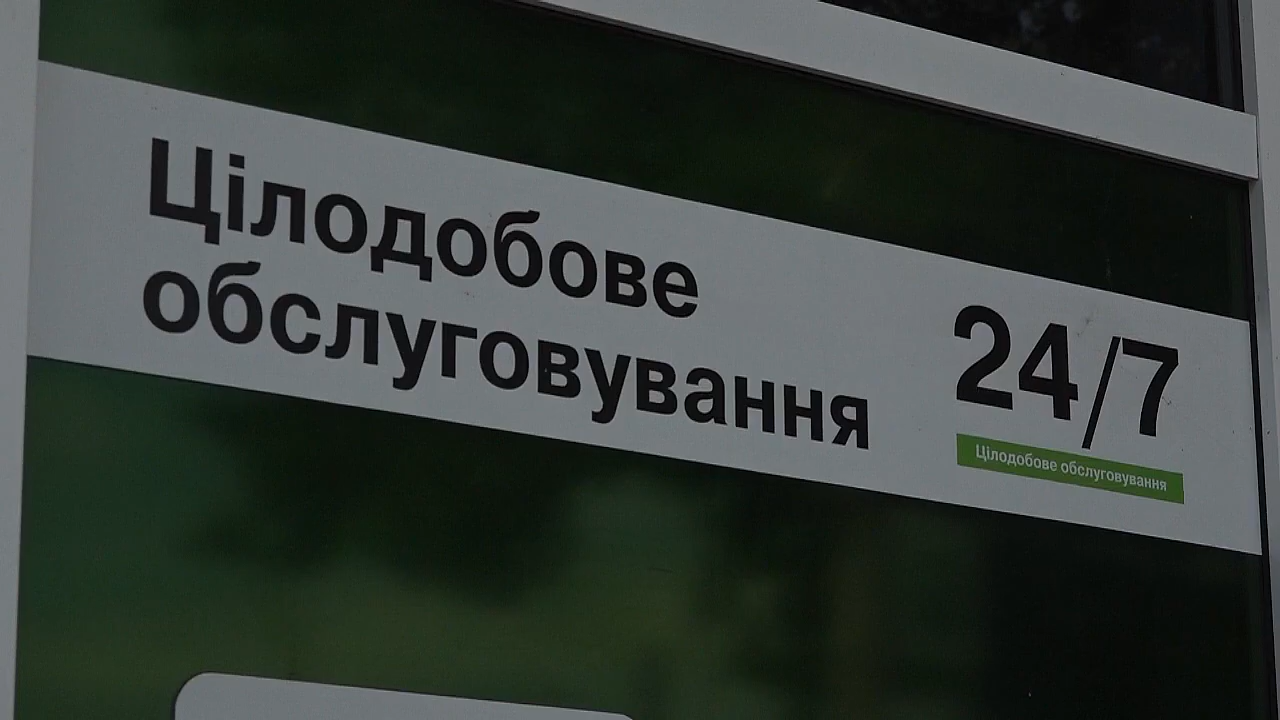 Цілодобове
обслуговування
24/7
Цілодобове обслуговування